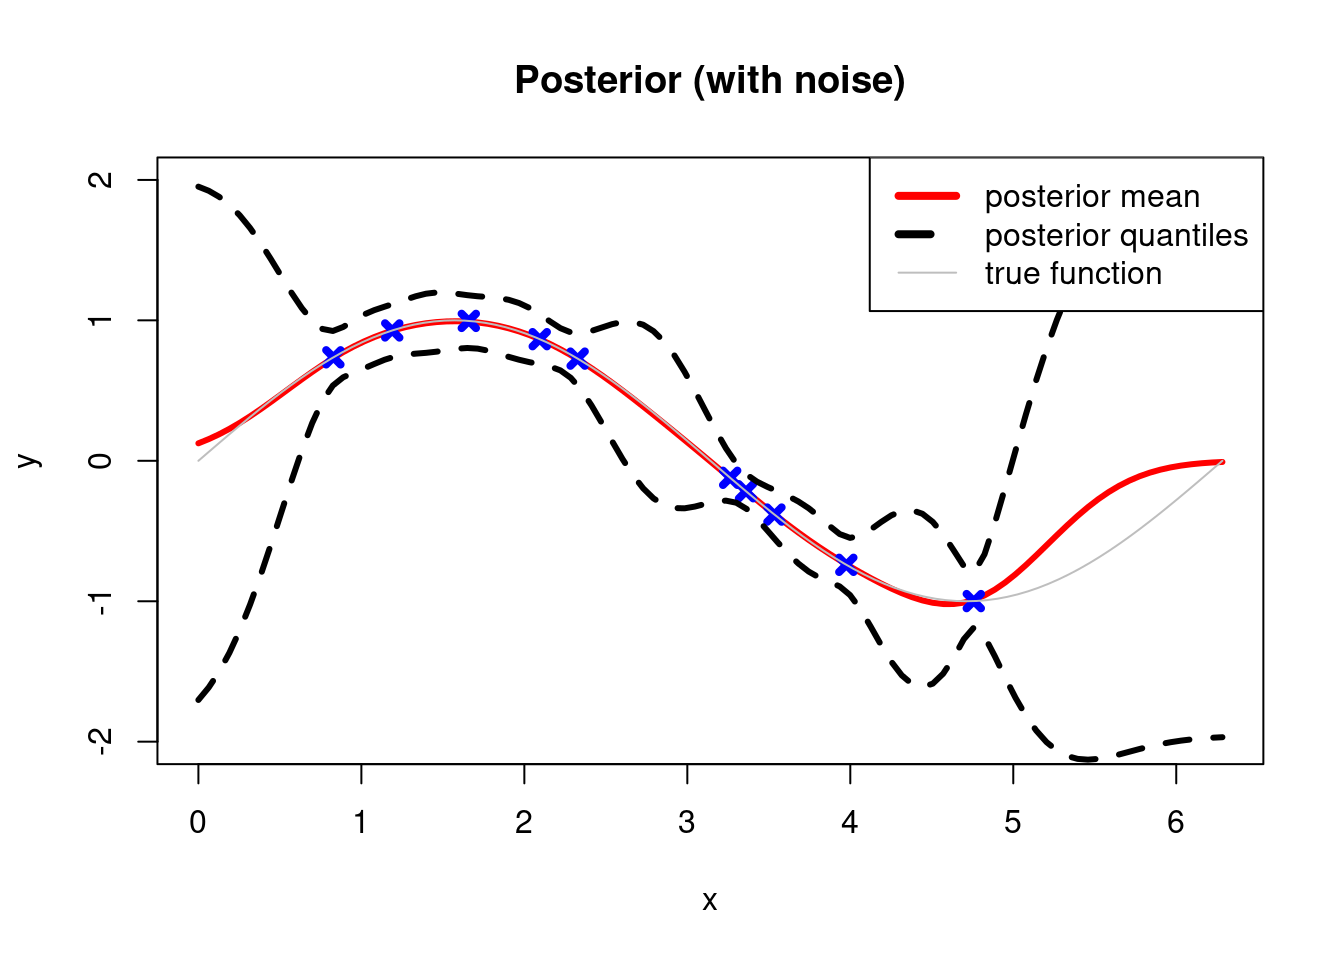 Posterior (with noise)
posterior mean
posterior quantiles
true function
y
2
1
0
-1
-2
0 1 2 3 4 5 6
x